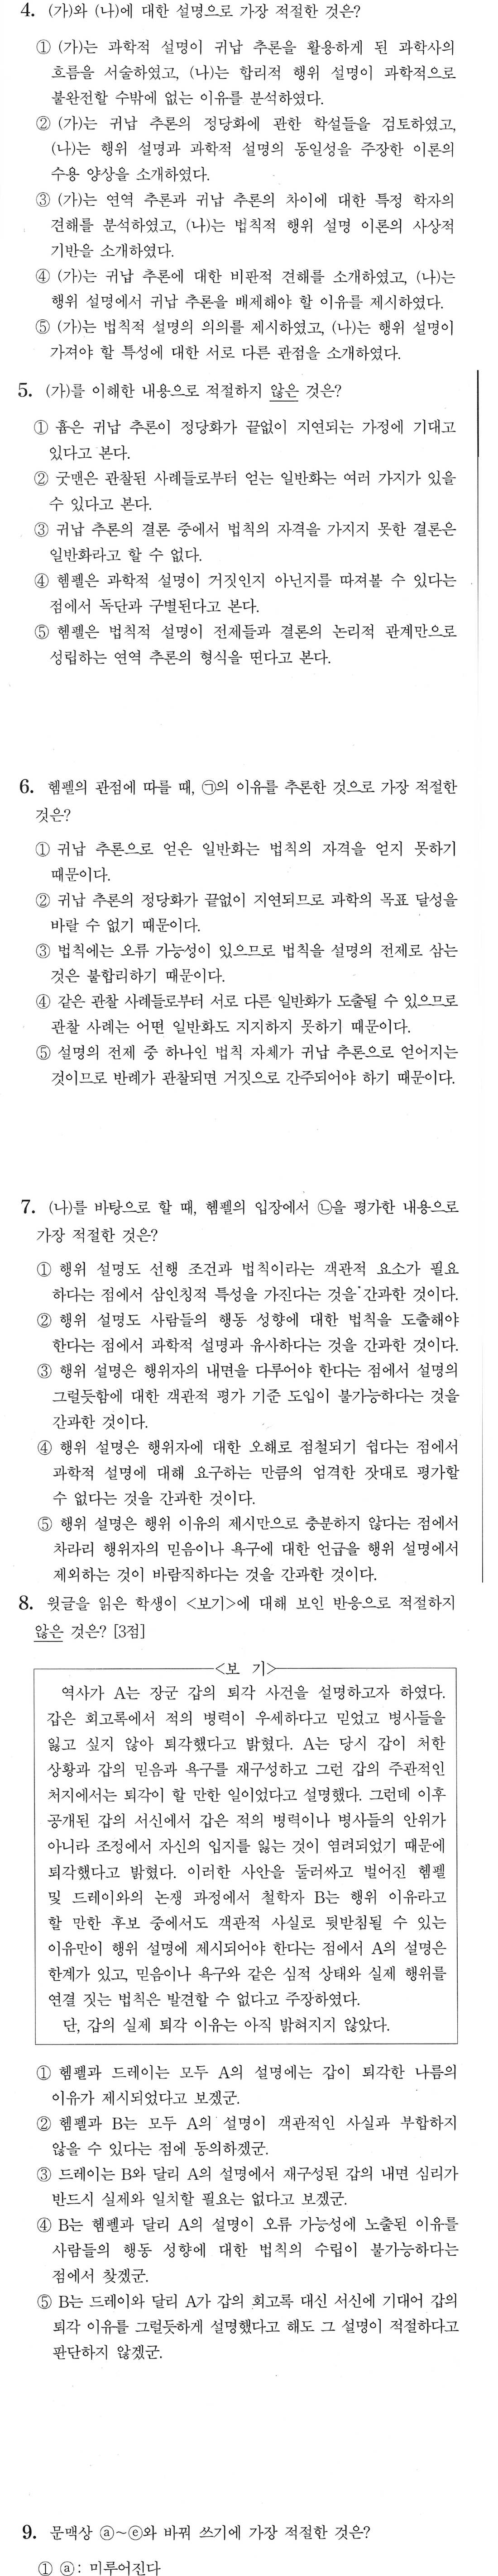 4. (가)와 (나)에 대한 설명으로 가장 적절한 것은?
① (가)는 과학적 설명이 귀납 추론을 활용하게 된 과학사의
흐름을 서술하였고, (나)는 합리적 행위 설명이 과학적으로
불완전할 수밖에 없는 이유를 분석하였다.
② (가)는 귀납 추론의 정당화에 관한 학설들을 검토하였고,
(나)는 행위 설명과 과학적 설명의 동일성을 주장한 이론의
수용 양상을 소개하였다.
③ (가)는 연역 추론과 귀납 추론의 차이에 대한 특정 학자의
견해를 분석하였고, (나)는 법칙적 행위 설명 이론의 사상적
기반을 소개하였다.
④ (가)는 귀납 추론에 대한 비판적 견해를 소개하였고, (나)는
행위 설명에서 귀납 추론을 배제해야 할 이유를 제시하였다.
⑤ (가)는 법칙적 설명의 의의를 제시하였고, (나)는 행위 설명이
가져야 할 특성에 대한 서로 다른 관점을 소개하였다.
5. (가)를 이해한 내용으로 적절하지 않은 것은?
① 흄은 귀납 추론이 정당화가 끝없이 지연되는 가정에 기대고
있다고 본다.
② 굿맨은 관찰된 사례들로부터 얻는 일반화는 여러 가지가 있을
수 있다고 본다.
③ 귀납 추론의 결론 중에서 법칙의 자격을 가지지 못한 결론은
일반화라고 할 수 없다.
④ 헴펠은 과학적 설명이 거짓인지 아닌지를 따져볼 수 있다는
점에서 독단과 구별된다고 본다.
⑤ 헴펠은 법칙적 설명이 전제들과 결론의 논리적 관계만으로
성립하는 연역 추론의 형식을 띤다고 본다.
6. 헴펠의 관점에 따를 때, ㉠의 이유를 추론한 것으로 가장 적절한
것은?
① 귀납 추론으로 얻은 일반화는 법칙의 자격을 얻지 못하기
때문이다.
② 귀납 추론의 정당화가 끝없이 지연되므로 과학의 목표 달성을
바랄 수 없기 때문이다.
③ 법칙에는 오류 가능성이 있으므로 법칙을 설명의 전제로 삼는
것은 불합리하기 때문이다.
④ 같은 관찰 사례들로부터 서로 다른 일반화가 도출될 수 있으므로
관찰 사례는 어떤 일반화도 지지하지 못하기 때문이다.
⑤ 설명의 전제 중 하나인 법칙 자체가 귀납 추론으로 얻어지는
것이므로 반례가 관찰되면 거짓으로 간주되어야 하기 때문이다.
7. (나)를 바탕으로 할 때, 헴펠의 입장에서 ㉡을 평가한 내용으로
가장 적절한 것은?
① 행위 설명도 선행 조건과 법칙이라는 객관적 요소가 필요
하다는 점에서 삼인칭적 특성을 가진다는 것을 간과한 것이다.
② 행위 설명도 사람들의 행동 성향에 대한 법칙을 도출해야
한다는 점에서 과학적 설명과 유사하다는 것을 간과한 것이다.
③ 행위 설명은 행위자의 내면을 다루어야 한다는 점에서 설명의
그럴듯함에 대한 객관적 평가 기준 도입이 불가능하다는 것을
간과한 것이다.
④ 행위 설명은 행위자에 대한 오해로 점철되기 쉽다는 점에서
과학적 설명에 대해 요구하는 만큼의 엄격한 잣대로 평가할
수 없다는 것을 간과한 것이다.
⑤ 행위 설명은 행위 이유의 제시만으로 충분하지 않다는 점에서
차라리 행위자의 믿음이나 욕구에 대한 언급을 행위 설명에서
제외하는 것이 바람직하다는 것을 간과한 것이다.
8. 윗글을 읽은 학생이 <보기>에 대해 보인 반응으로 적절하지
않은 것은? [3점]
<보 기>
역사가 A는 장군 갑의 퇴각 사건을 설명하고자 하였다.
갑은 회고록에서 적의 병력이 우세하다고 믿었고 병사들을
잃고 싶지 않아 퇴각했다고 밝혔다. A는 당시 갑이 처한
상황과 갑의 믿음과 욕구를 재구성하고 그런 갑의 주관적인
처지에서는 퇴각이 할 만한 일이었다고 설명했다. 그런데 이후
공개된 갑의 서신에서 갑은 적의 병력이나 병사들의 안위가
아니라 조정에서 자신의 입지를 잃는 것이 염려되었기 때문에
퇴각했다고 밝혔다. 이러한 사안을 둘러싸고 벌어진 헴펠
및 드레이와의 논쟁 과정에서 철학자 B는 행위 이유라고
할 만한 후보 중에서도 객관적 사실로 뒷받침될 수 있는
이유만이 행위 설명에 제시되어야 한다는 점에서 A의 설명은
한계가 있고, 믿음이나 욕구와 같은 심적 상태와 실제 행위를
연결 짓는 법칙은 발견할 수 없다고 주장하였다.
단, 갑의 실제 퇴각 이유는 아직 밝혀지지 않았다.
① 헴펠과 드레이는 모두 A의 설명에는 갑이 퇴각한 나름의
이유가 제시되었다고 보겠군.
② 헴펠과 B는 모두 A의 설명이 객관적인 사실과 부합하지
않을 수 있다는 점에 동의하겠군.
③ 드레이는 B와 달리 A의 설명에서 재구성된 갑의 내면 심리가
반드시 실제와 일치할 필요는 없다고 보겠군.
④ B는 헴펠과 달리 A의 설명이 오류 가능성에 노출된 이유를
사람들의 행동 성향에 대한 법칙의 수립이 불가능하다는
점에서 찾겠군.
⑤ B는 드레이와 달리 A가 갑의 회고록 대신 서신에 기대어 갑의
퇴각 이유를 그럴듯하게 설명했다고 해도 그 설명이 적절하다고
판단하지 않겠군.
9. 문맥상 ⓐ~ⓔ와 바꿔 쓰기에 가장 적절한 것은?
① ⓐ: 미루어진다